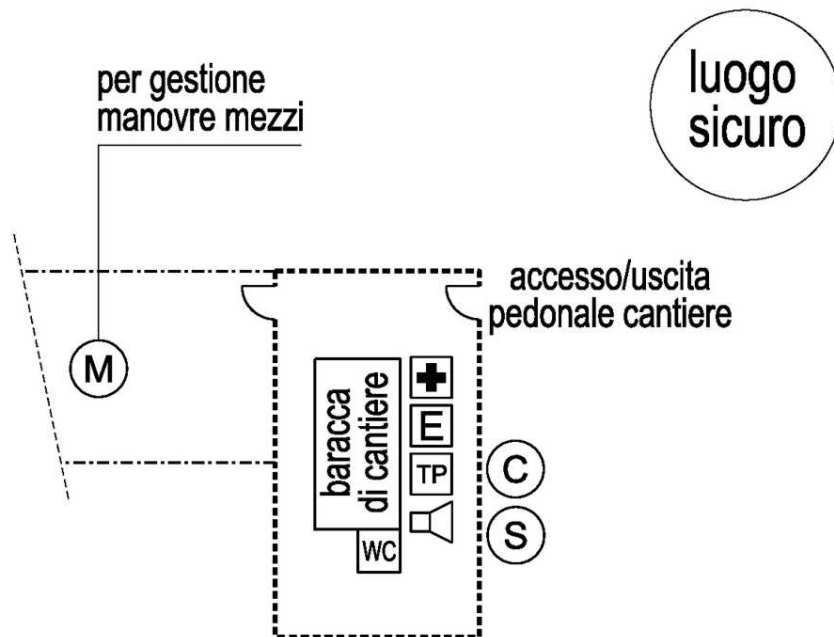 luogo
sicuro
per gestione
manovre mezzi
accesso/uscita
pedonale cantiere
M
baracca
di cantiere
E
TP
C
S
WC